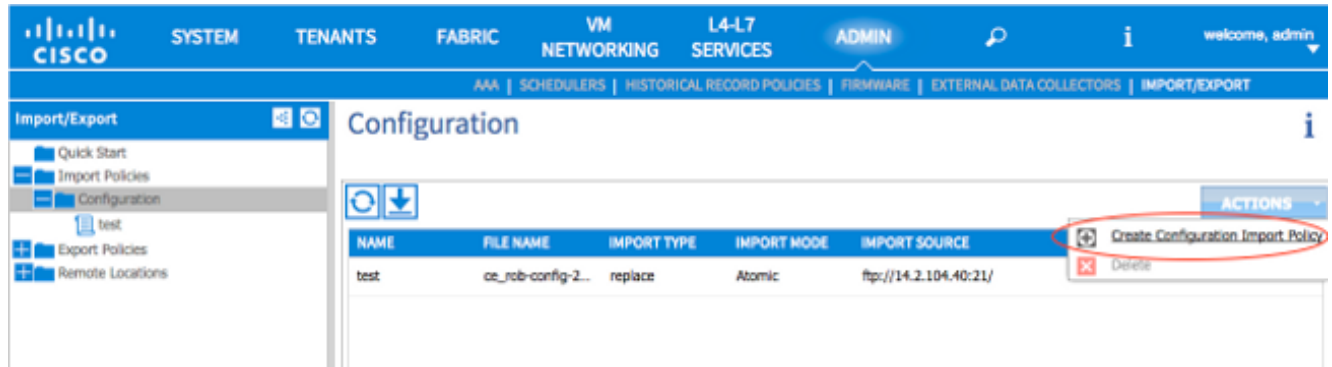 CISCO
SYSTEM
TENANTS
FABRIC
VM
NETWORKING
L4-L7
SERVICES
ADMIN
i
welcome, admin
AAA | SCHEDULERS | HISTORICAL RECORD POLICIES | FIRMWARE | EXTERNAL DATA COLLECTORS | IMPORT/EXPORT
Import/Export
Quick Start
Import Policies
Configuration
test
Export Policies
Remote Locations
Configuration
i
ACTIONS
Create Configuration Import Policy
Delete
NAME FILE NAME IMPORT TYPE IMPORT MODE IMPORT SOURCE
test ce_rob-config-2... replace Atomic ftp://14.2.104.40:21/